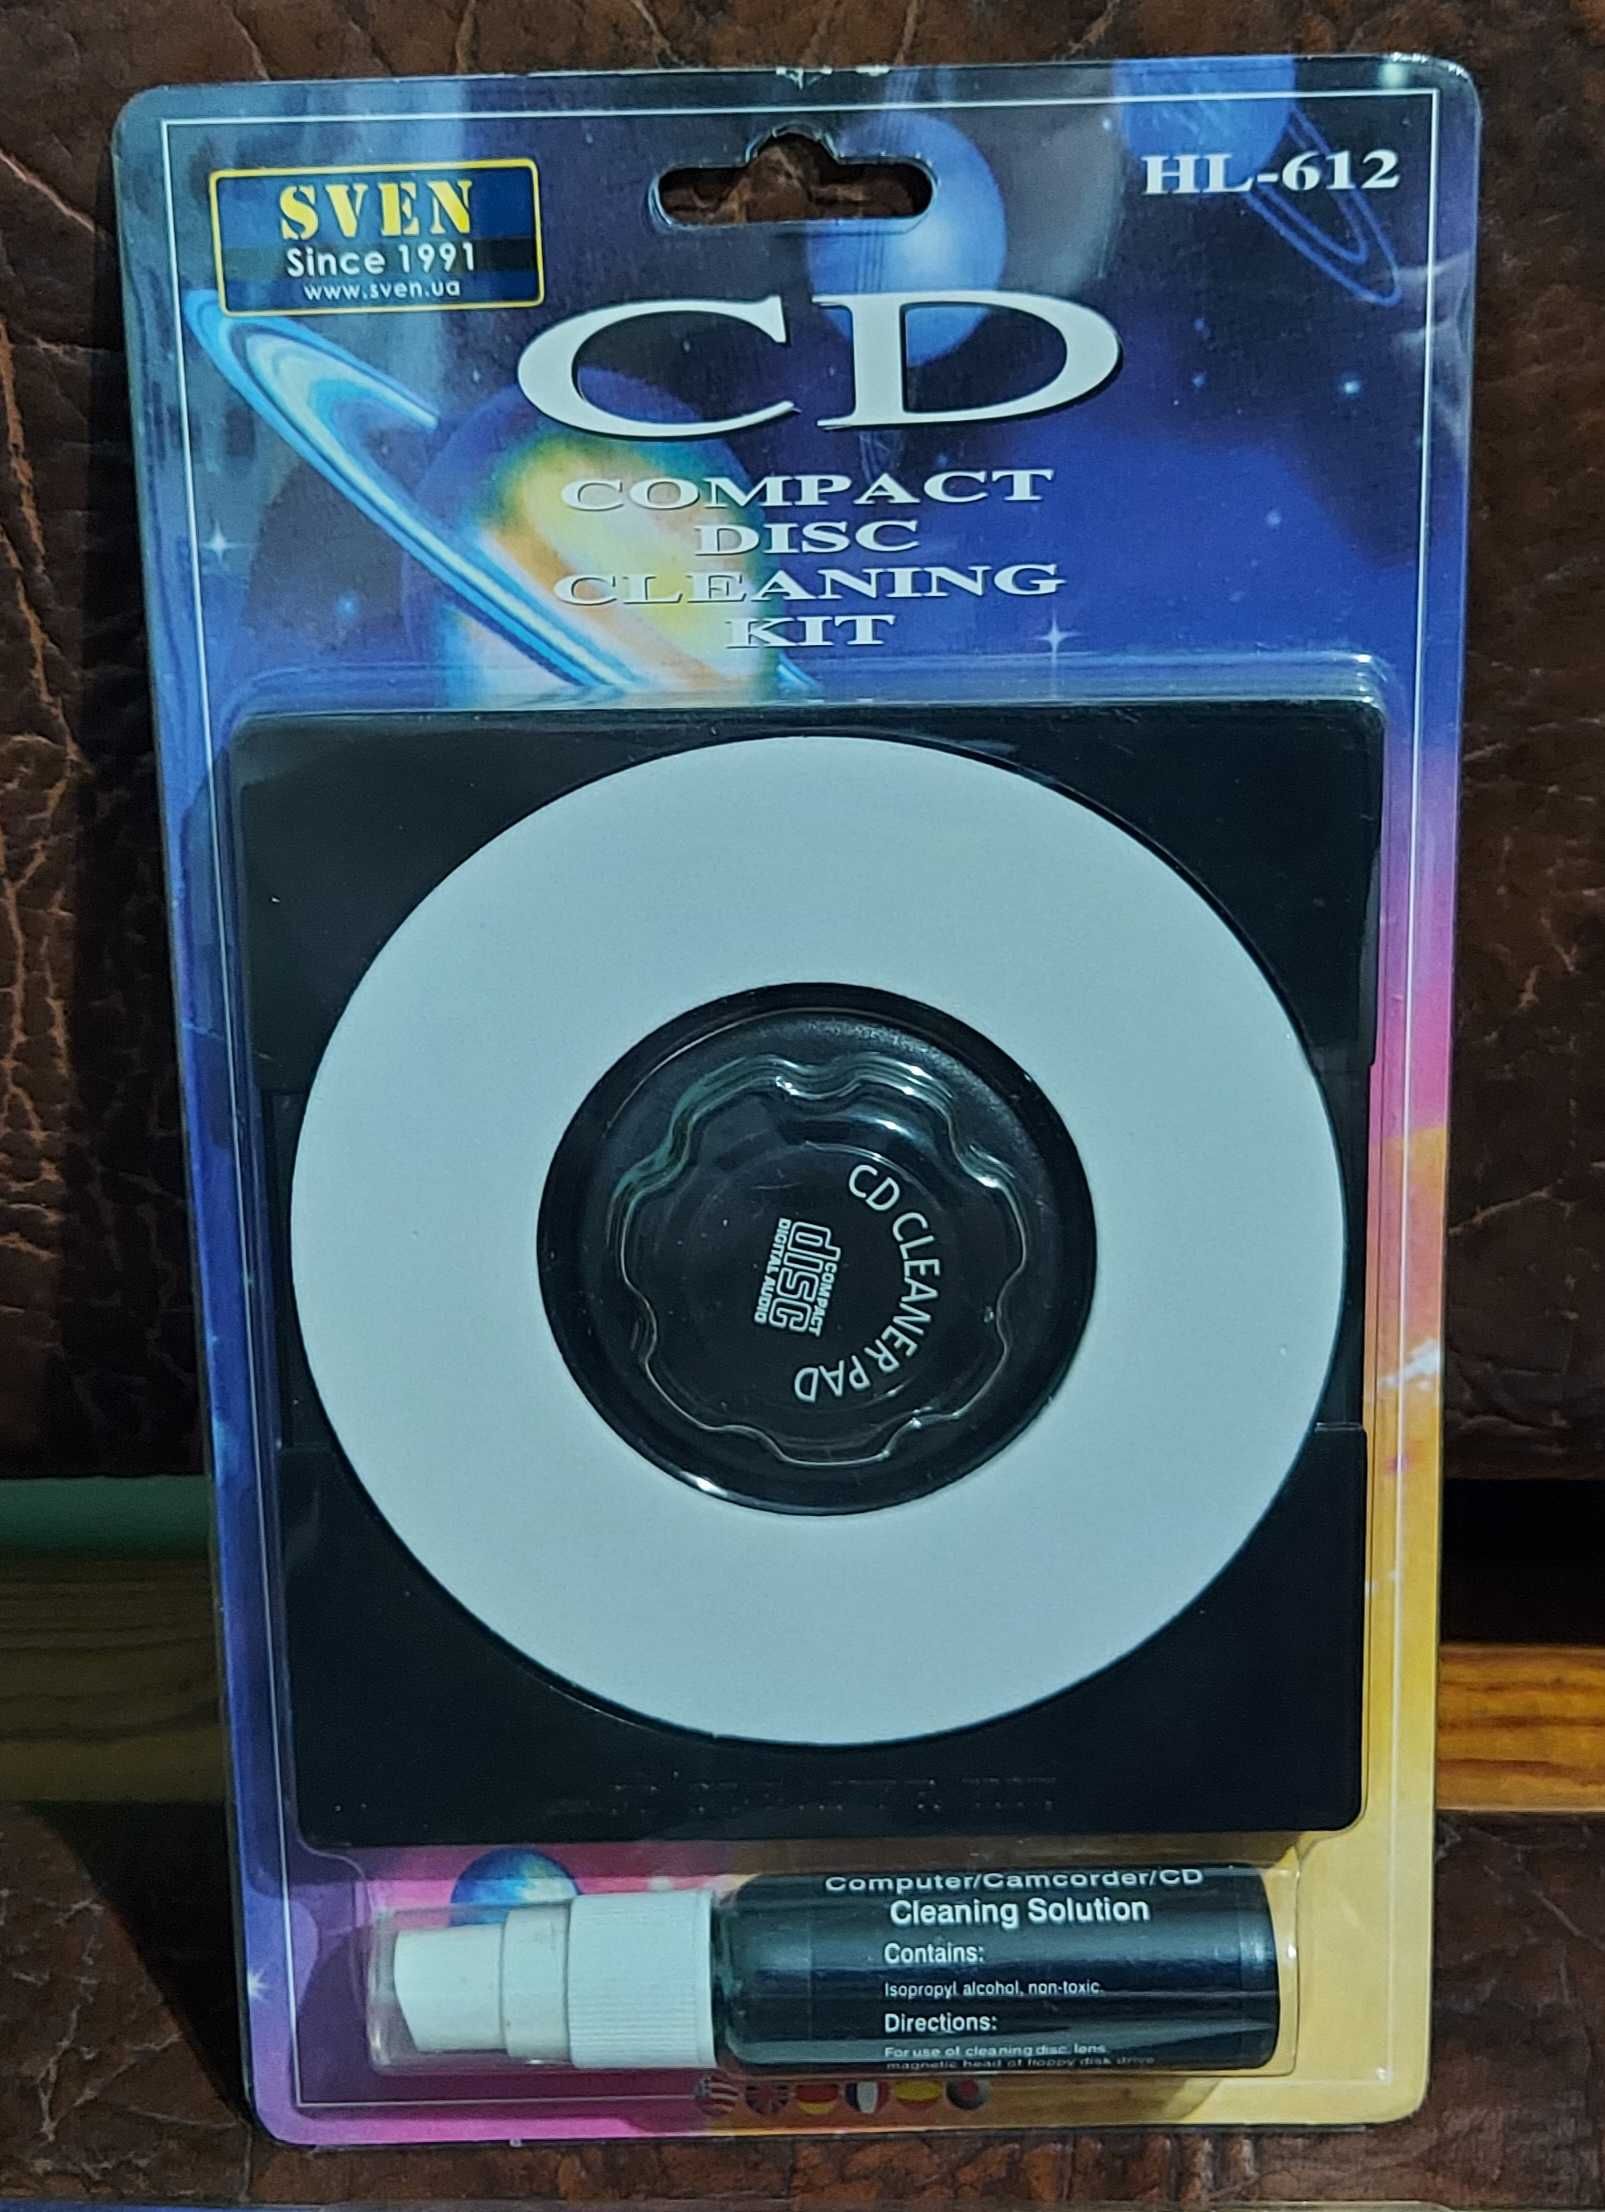 SVEN
Since 1991
www.sven.ua
HL-612
CD
COMPACT
DISC
CLEANING
KIT
CD CLEANER PAD
COMPACT
disc
DIGITAL AUDIO
Computer/Camcorder/CD
Cleaning Solution
Contains:
Isopropyl alcohol, non-toxic.
Directions:
For use of cleaning disc, lens,
magnetic head of floppy disk drive